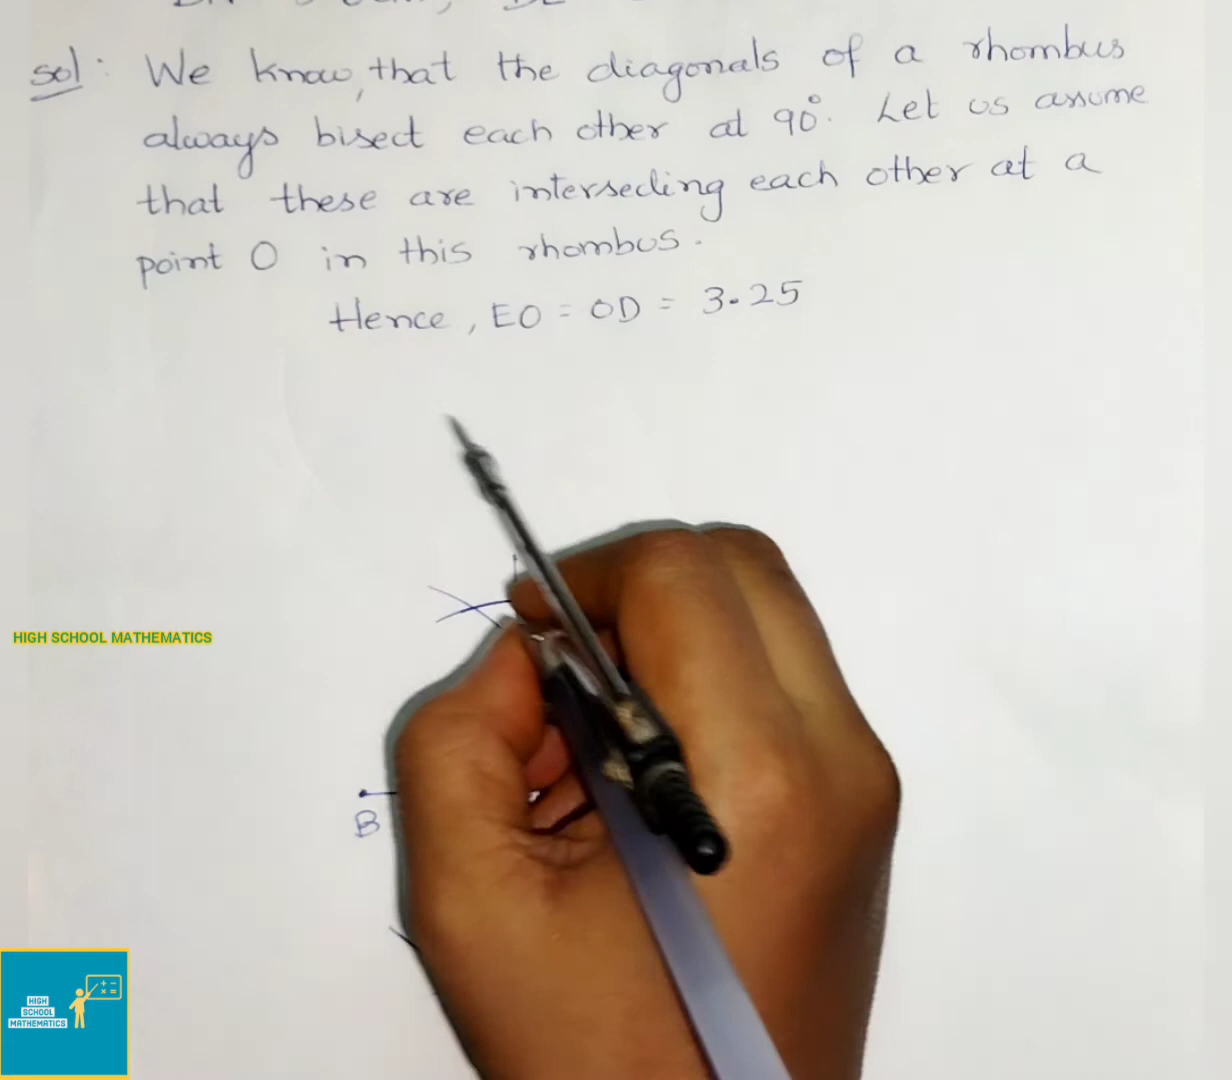 sol: We know, that the diagonals of a rhombus
always bisect each other at 90°. Let us assume
that these are intersecting each other at a
point O in this rhombus.
Hence, EO = OD = 3.25
HIGH SCHOOL MATHEMATICS
B
HIGH
SCHOOL
MATHEMATICS